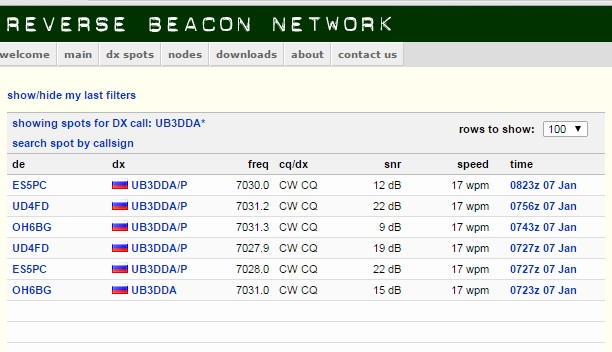 REVERSE BEACON NETWORK
welcome main dx spots nodes downloads about contact us
show/hide my last filters
showing spots for DX call: UB3DDA*
rows to show: 100
search spot by callsign
de dx freq cq/dx snr speed time
ES5PC UB3DDA/P 7030.0 CW CQ 12 dB 17 wpm 0823z 07 Jan
UD4FD UB3DDA/P 7031.2 CW CQ 22 dB 17 wpm 0756z 07 Jan
OH6BG UB3DDA/P 7031.3 CW CQ 9 dB 17 wpm 0743z 07 Jan
UD4FD UB3DDA/P 7027.9 CW CQ 19 dB 17 wpm 0727z 07 Jan
ES5PC UB3DDA/P 7028.0 CW CQ 22 dB 17 wpm 0727z 07 Jan
OH6BG UB3DDA 7031.0 CW CQ 15 dB 17 wpm 0723z 07 Jan